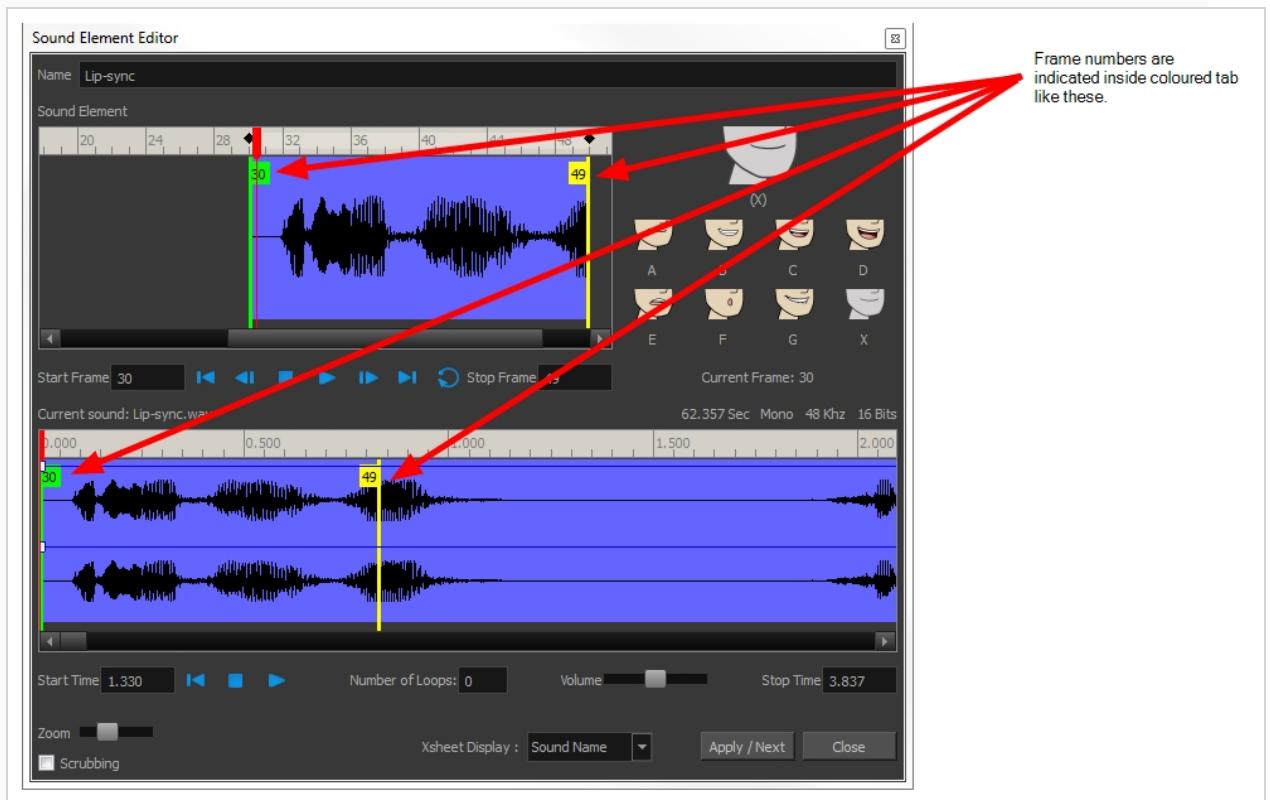 Sound Element Editor
Frame numbers are
indicated inside coloured tab
like these.
Name Lip-sync
Sound Element
20 24 28 32 36 40 44 48
30 49
(X)
A B C D
E F G X
Start Frame 30 Stop Frame 49 Current Frame: 30
Current sound: Lip-sync.wav 62.357 Sec Mono 48 Khz 16 Bits
0.000 0.500 1.000 1.500 2.000
30 49
Start Time 1.330 Number of Loops: 0 Volume Stop Time 3.837
Zoom
Xsheet Display : Sound Name Apply / Next Close
Scrubbing